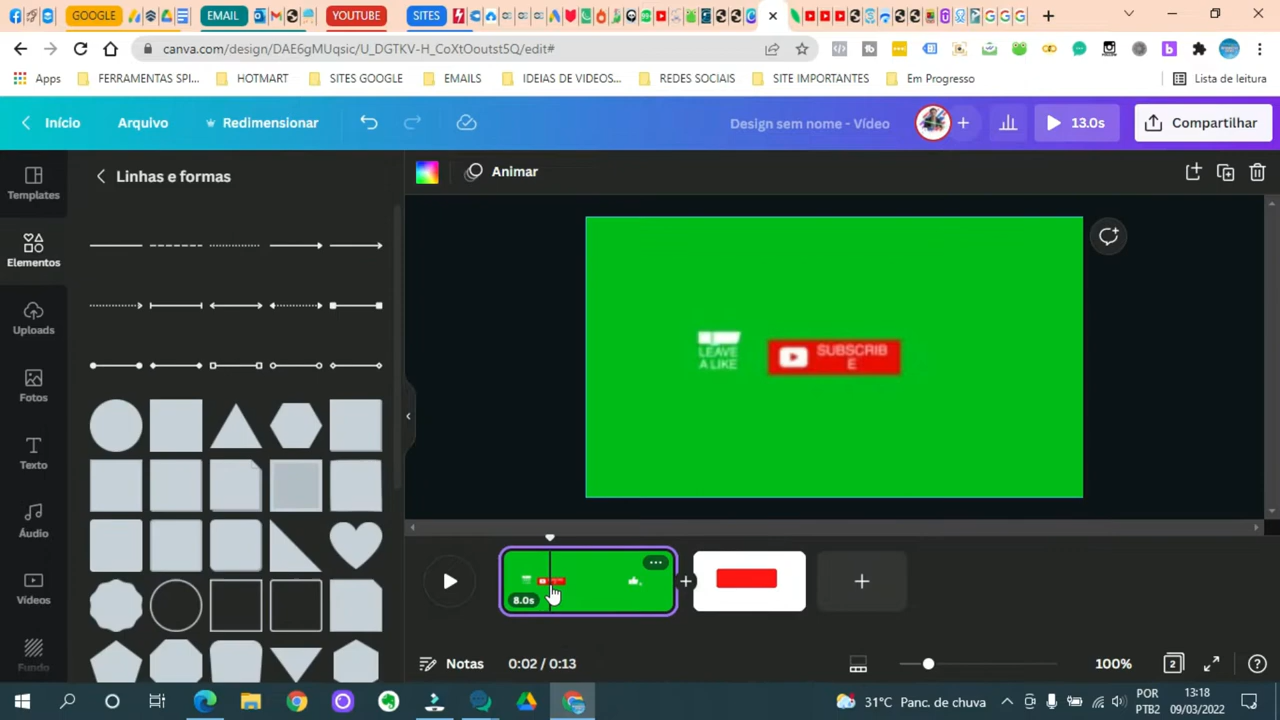 GOOGLE
EMAIL
YOUTUBE
SITES
canva.com/design/DAE6gMUqsic/U_DGTKV-H_CoXtOoutst5Q/edit#
Apps
FERRAMENTAS SPI...
HOTMART
SITES GOOGLE
EMAILS
IDEIAS DE VIDEOS...
REDES SOCIAIS
SITE IMPORTANTES
Em Progresso
Lista de leitura
Início
Arquivo
Redimensionar
Design sem nome - Vídeo
13.0s
Compartilhar
Templates
Linhas e formas
Animar
Elementos
Uploads
Fotos
Texto
Áudio
Vídeos
Fundo
LEAVE
A LIKE
SUBSCRIB
E
8.0s
Notas
0:02 / 0:13
100%
2
31°C Panc. de chuva
POR
PTB2
13:18
09/03/2022